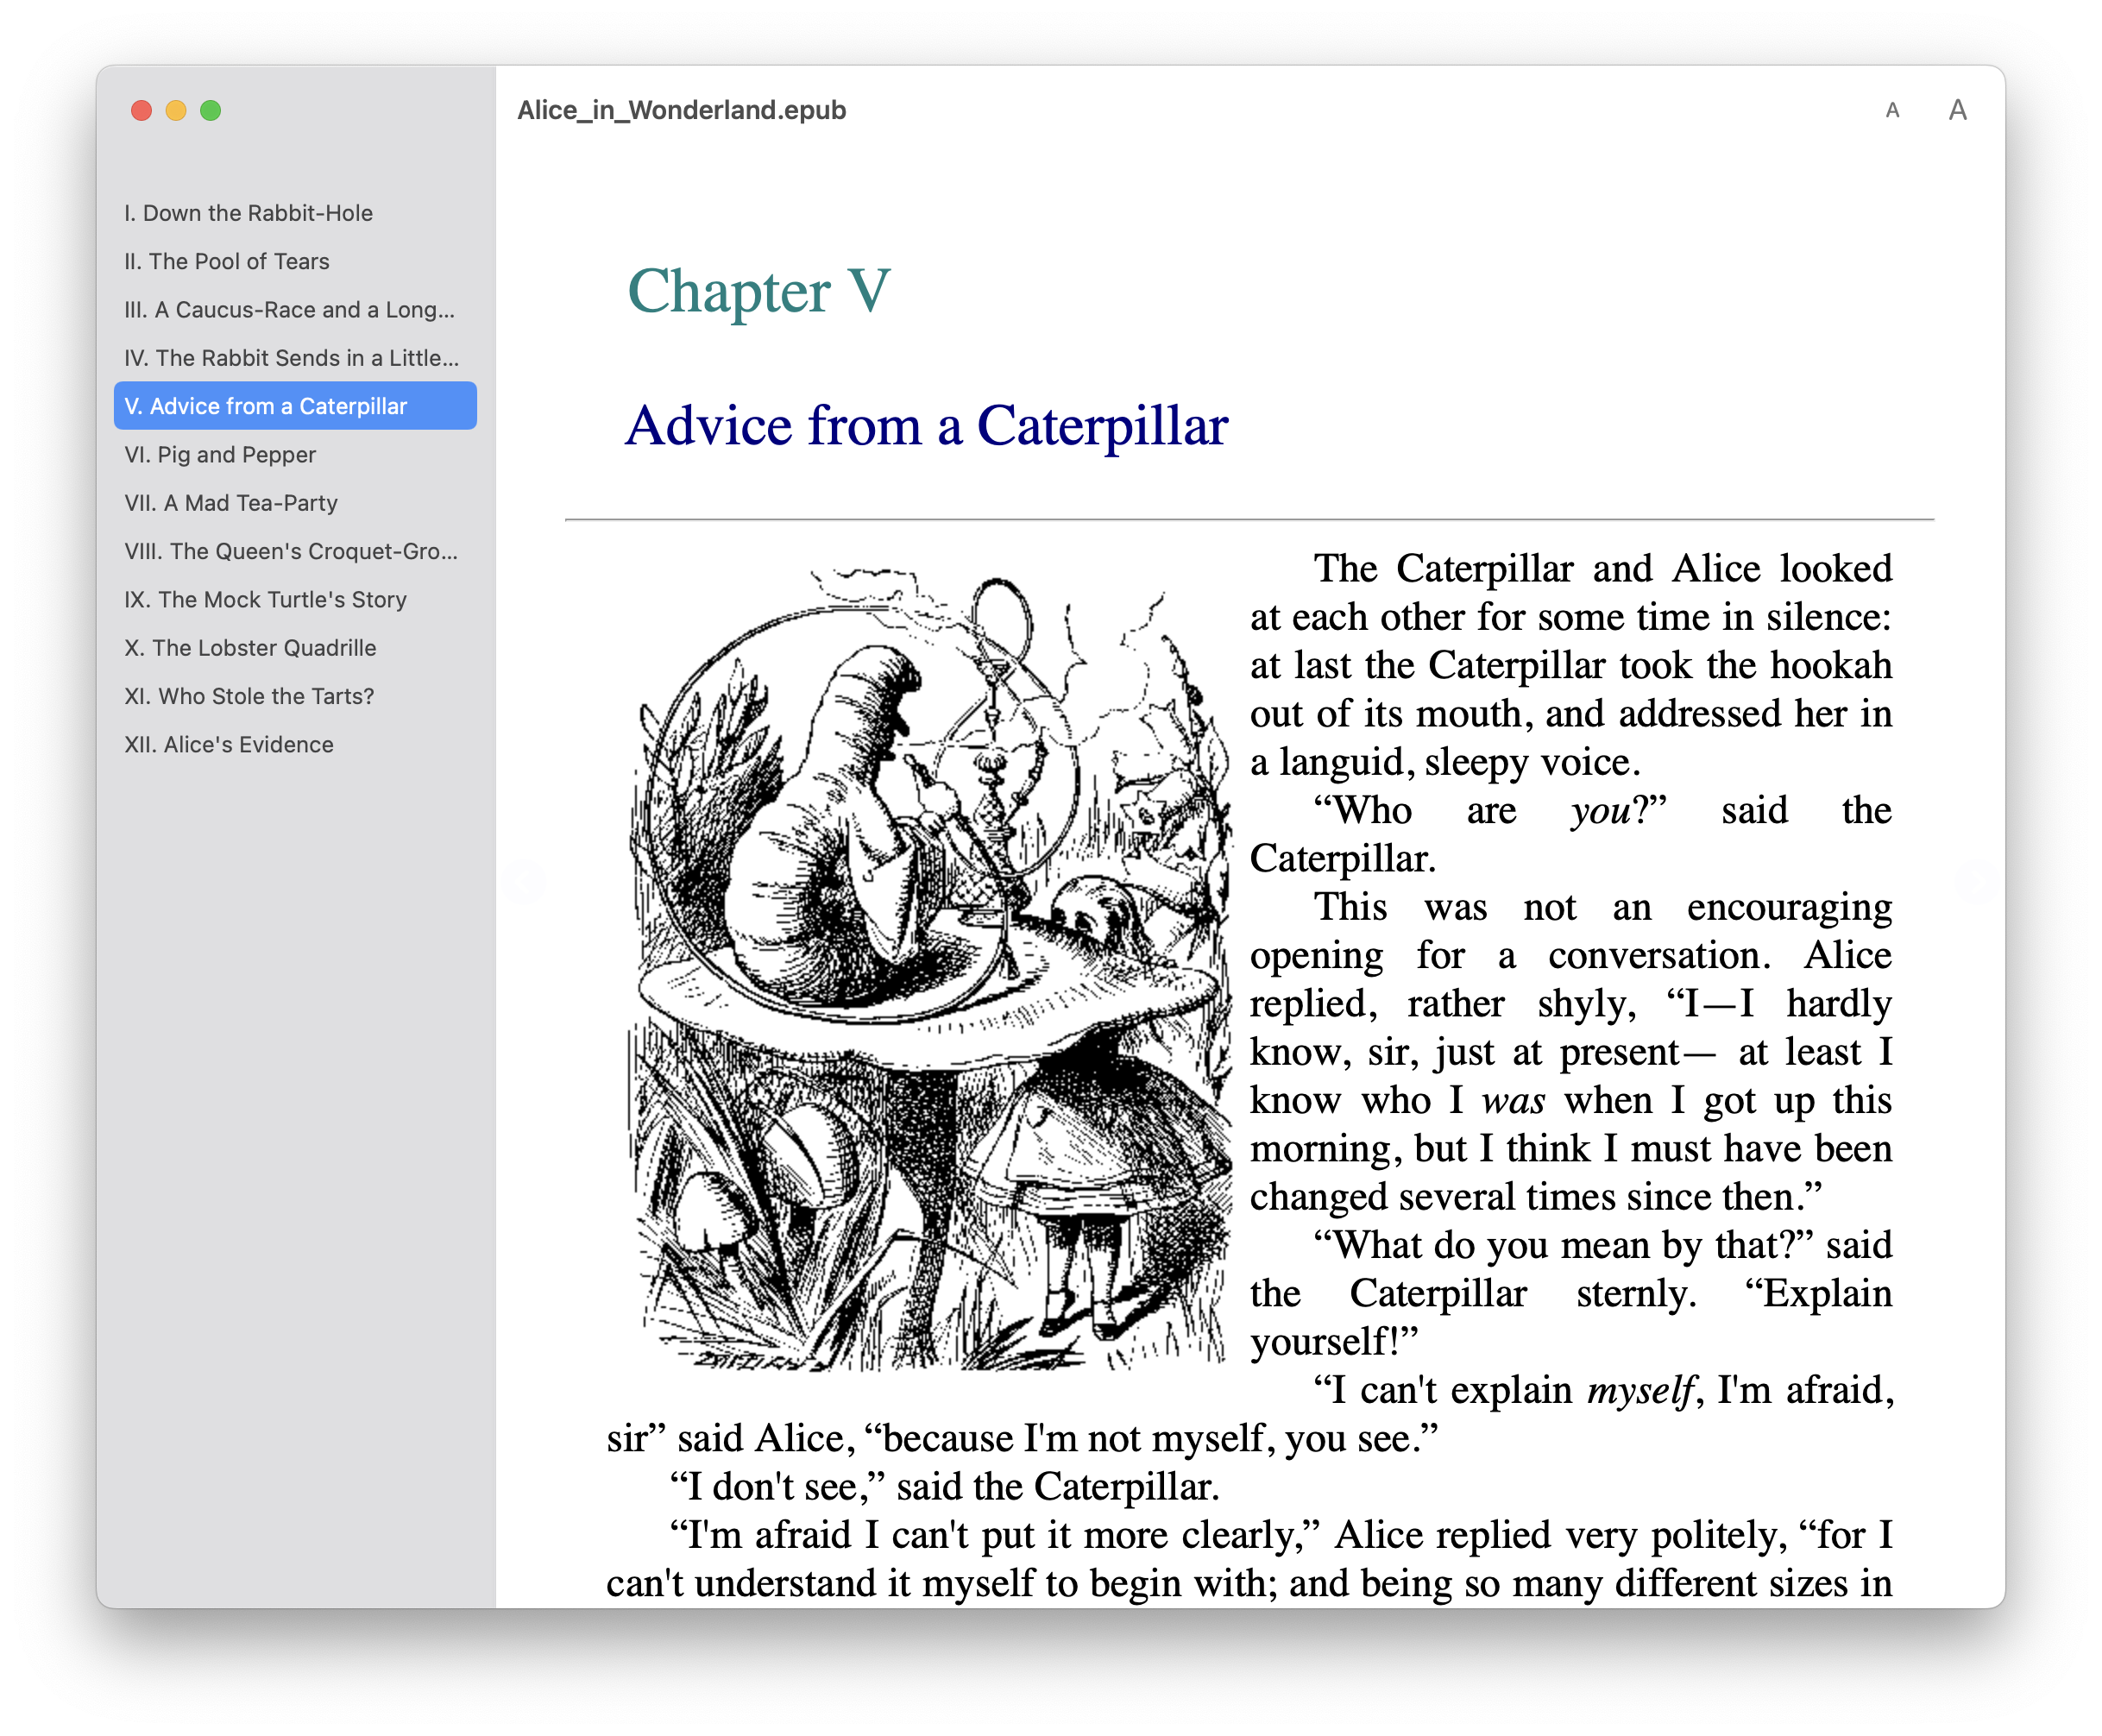 Alice_in_Wonderland.epub
A
A
I. Down the Rabbit-Hole
II. The Pool of Tears
III. A Caucus-Race and a Long...
IV. The Rabbit Sends in a Little...
V. Advice from a Caterpillar
VI. Pig and Pepper
VII. A Mad Tea-Party
VIII. The Queen's Croquet-Gro...
IX. The Mock Turtle's Story
X. The Lobster Quadrille
XI. Who Stole the Tarts?
XII. Alice's Evidence
Chapter V
Advice from a Caterpillar
The Caterpillar and Alice looked
at each other for some time in silence:
at last the Caterpillar took the hookah
out of its mouth, and addressed her in
a languid, sleepy voice.
“Who are you?” said the
Caterpillar.
This was not an encouraging
opening for a conversation. Alice
replied, rather shyly, “I—I hardly
know, sir, just at present— at least I
know who I was when I got up this
morning, but I think I must have been
changed several times since then.”
“What do you mean by that?” said
the Caterpillar sternly. “Explain
yourself!”
“I can't explain myself, I'm afraid,
sir” said Alice, “because I'm not myself, you see.”
“I don't see,” said the Caterpillar.
“I'm afraid I can't put it more clearly,” Alice replied very politely, “for I
can't understand it myself to begin with; and being so many different sizes in